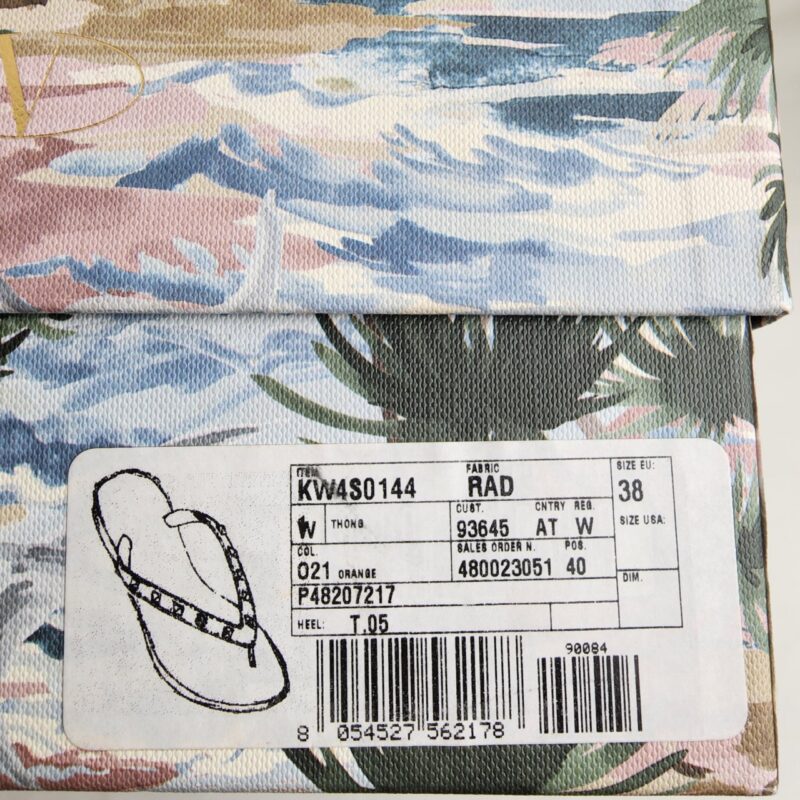 V
ITEM FABRIC SIZE EU:
KW4S0144 RAD 38
W THONG CUST. CNTRY REG.
93645 AT W SIZE USA:
COL. SALES ORDER N. POS.
021 ORANGE 480023051 40
P48207217 DIM.
HEEL: T.05
90084
8 054527 562178